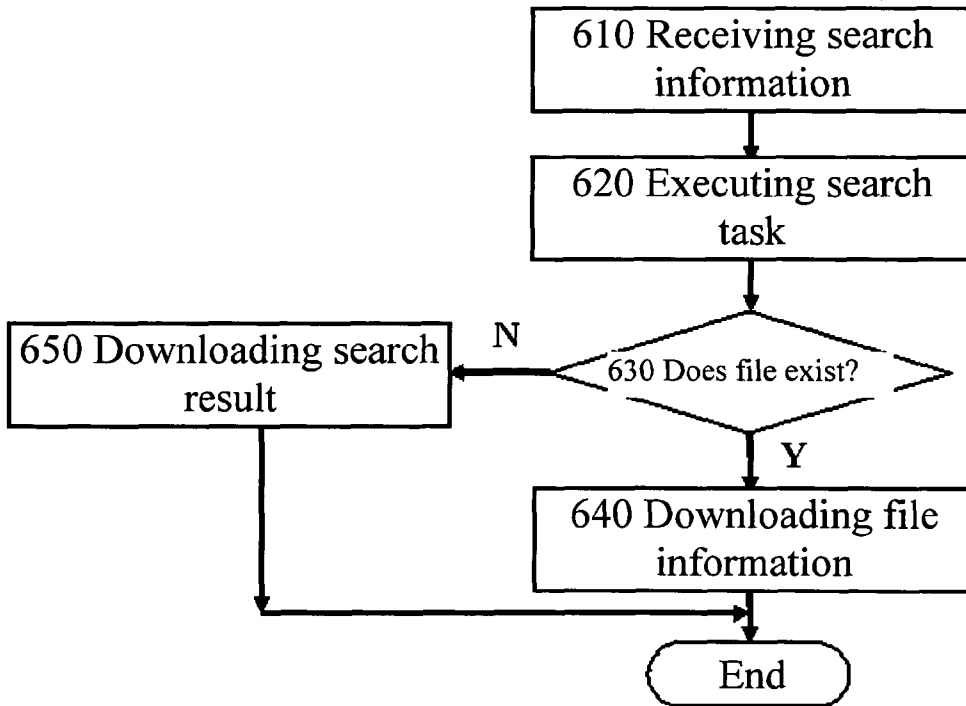 610 Receiving search
information
620 Executing search
task
630 Does file exist?
N
650 Downloading search
result
Y
640 Downloading file
information
End